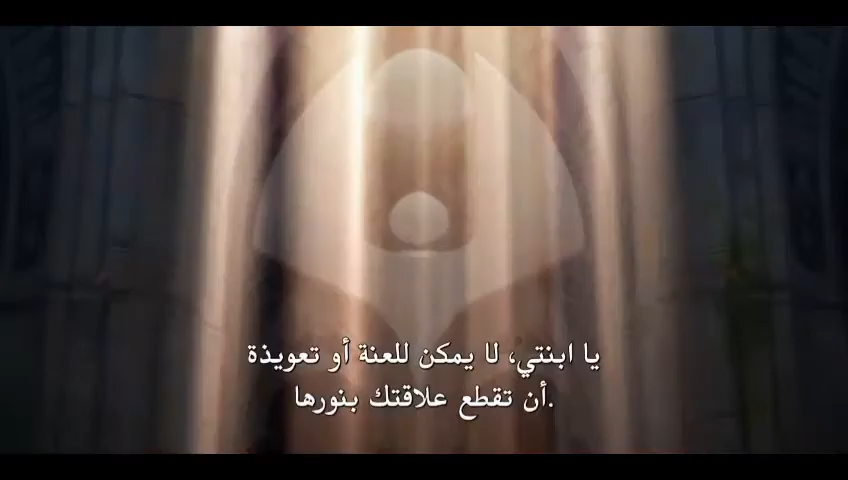 يا ابنتي، لا يمكن للعنة أو تعويذة
.أن تقطع علاقتك بنورها